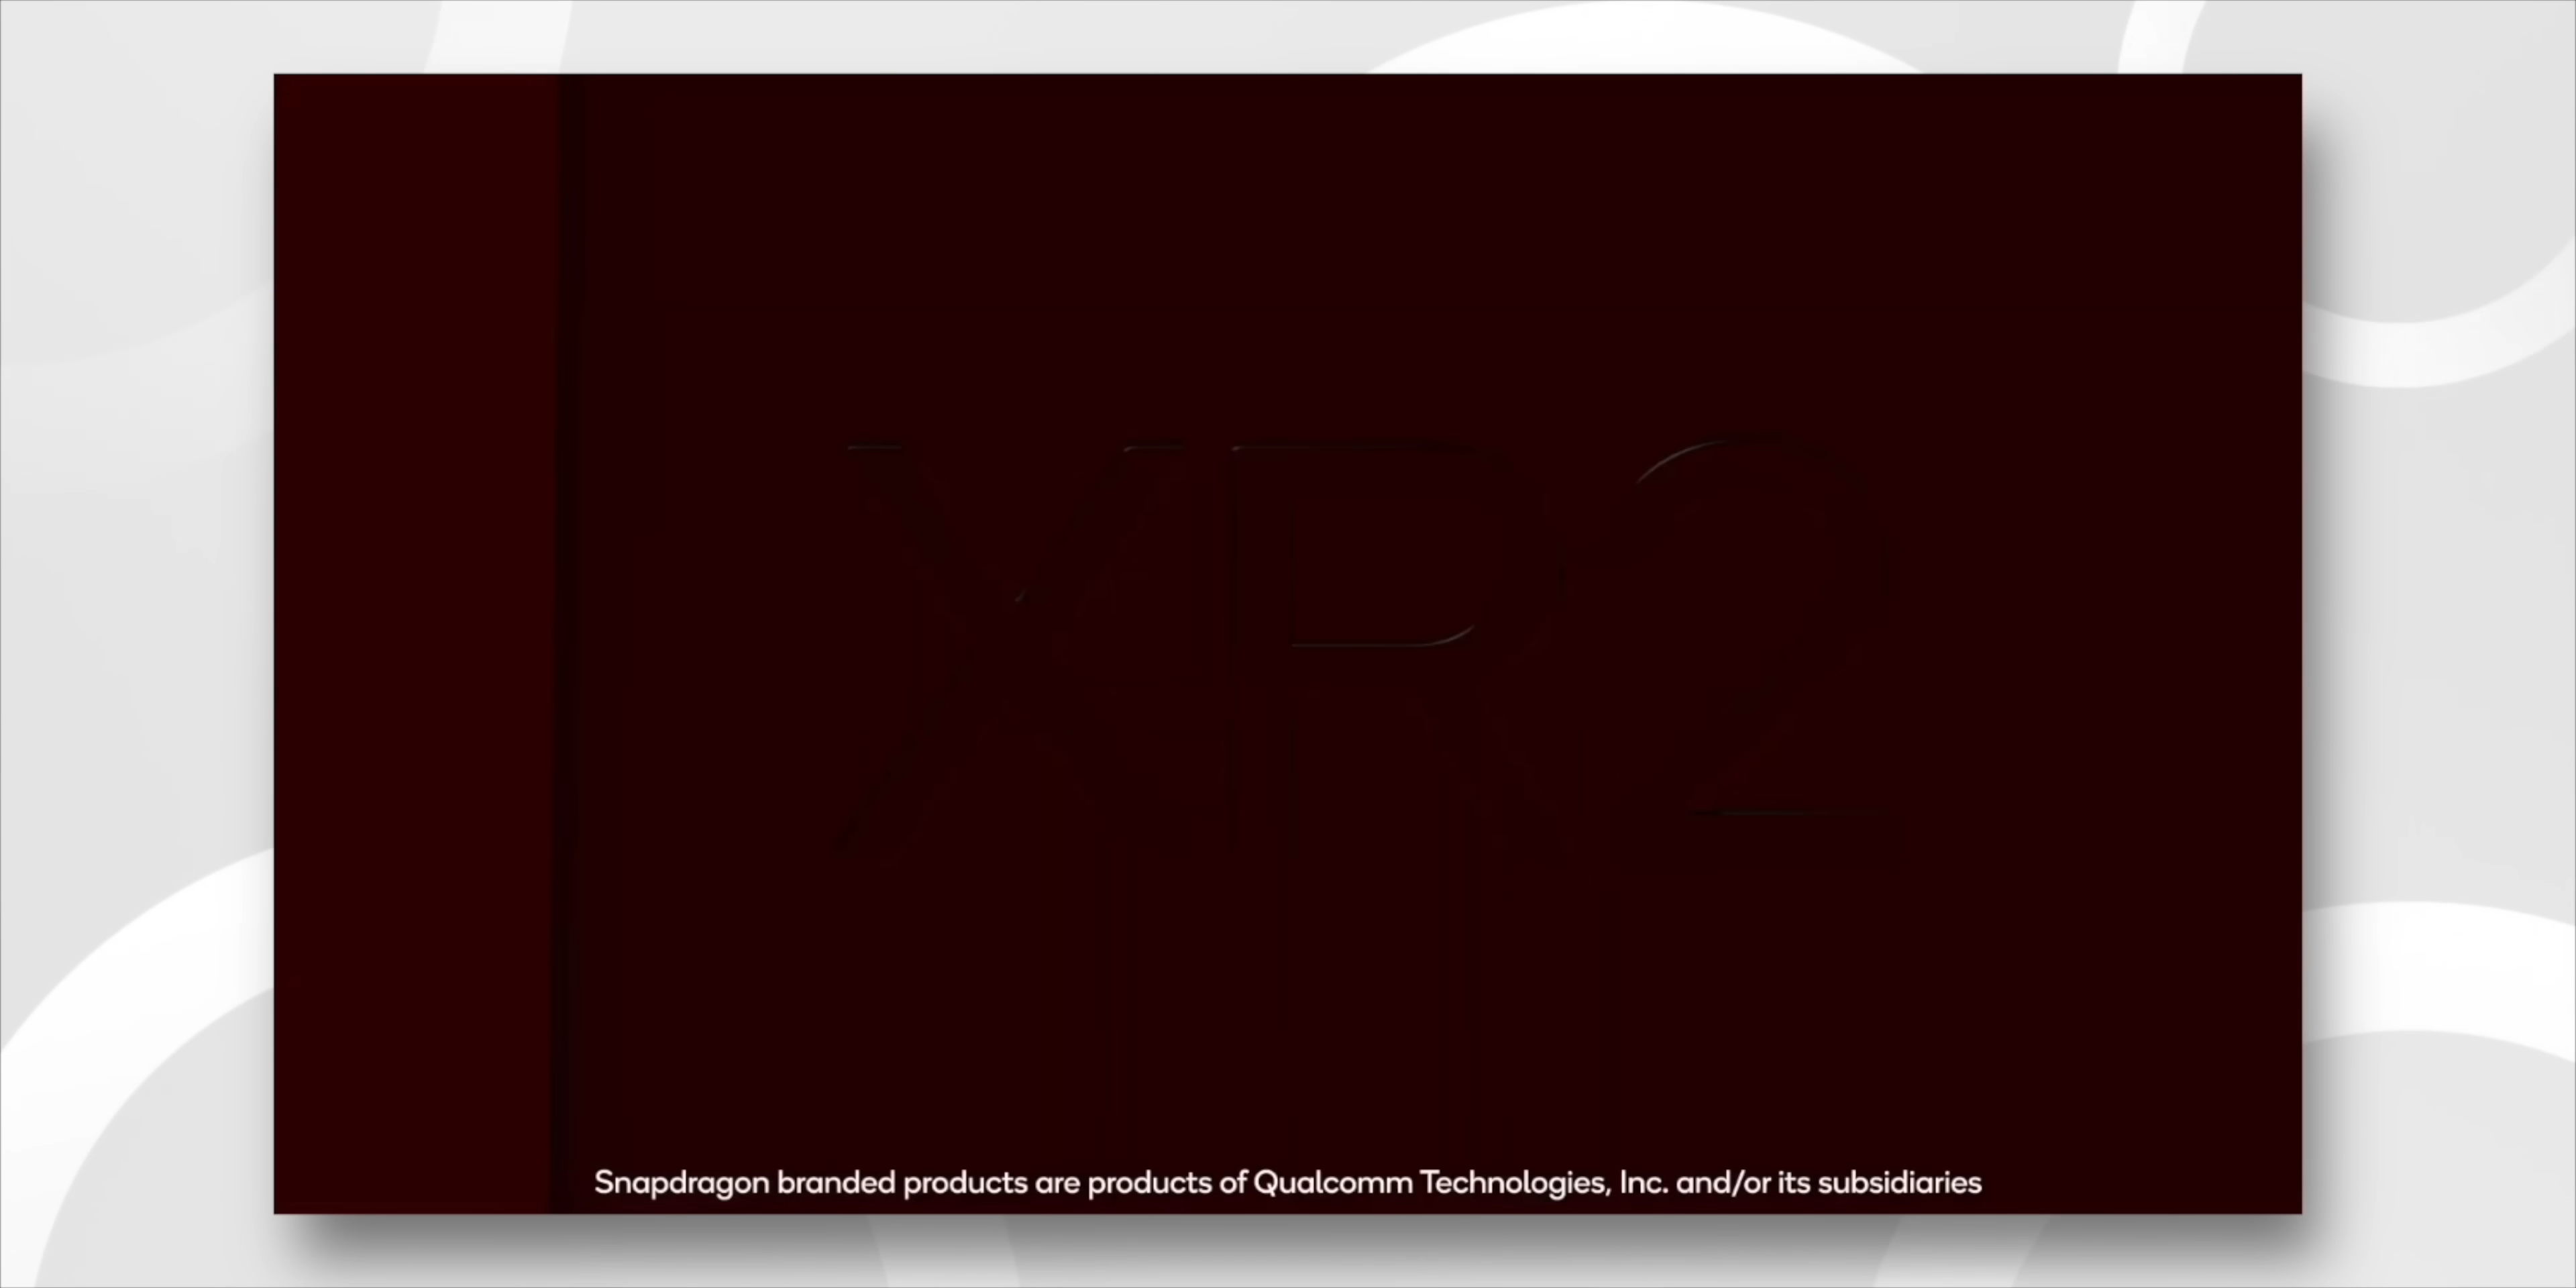 XR2
Snapdragon branded products are products of Qualcomm Technologies, Inc. and/or its subsidiaries